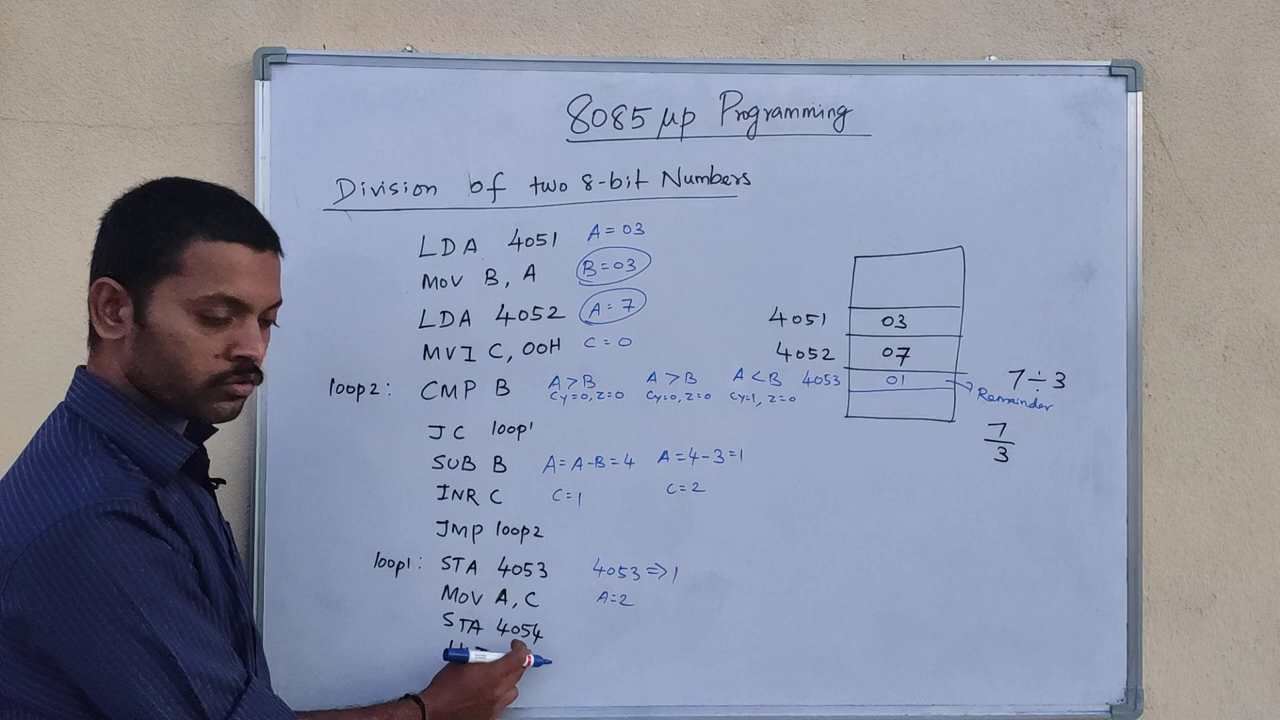 8085 μp Programming
Division of two 8-bit Numbers
LDA 4051 A = 03
MOV B, A B = 03
LDA 4052 A = 7
MVI C, 00H C = 0
loop2: CMP B A > B A > B A < B
Cy=0, Z=0 Cy=0, Z=0 Cy=1, Z=0
JC loop1
SUB B A = A-B = 4 A = 4-3 = 1
INR C C = 1 C = 2
JMP loop2
loop1: STA 4053 4053 ⇒ 1
MOV A, C A = 2
STA 4054
4051 03
4052 07
4053 01 → Remainder
7 ÷ 3
7
3